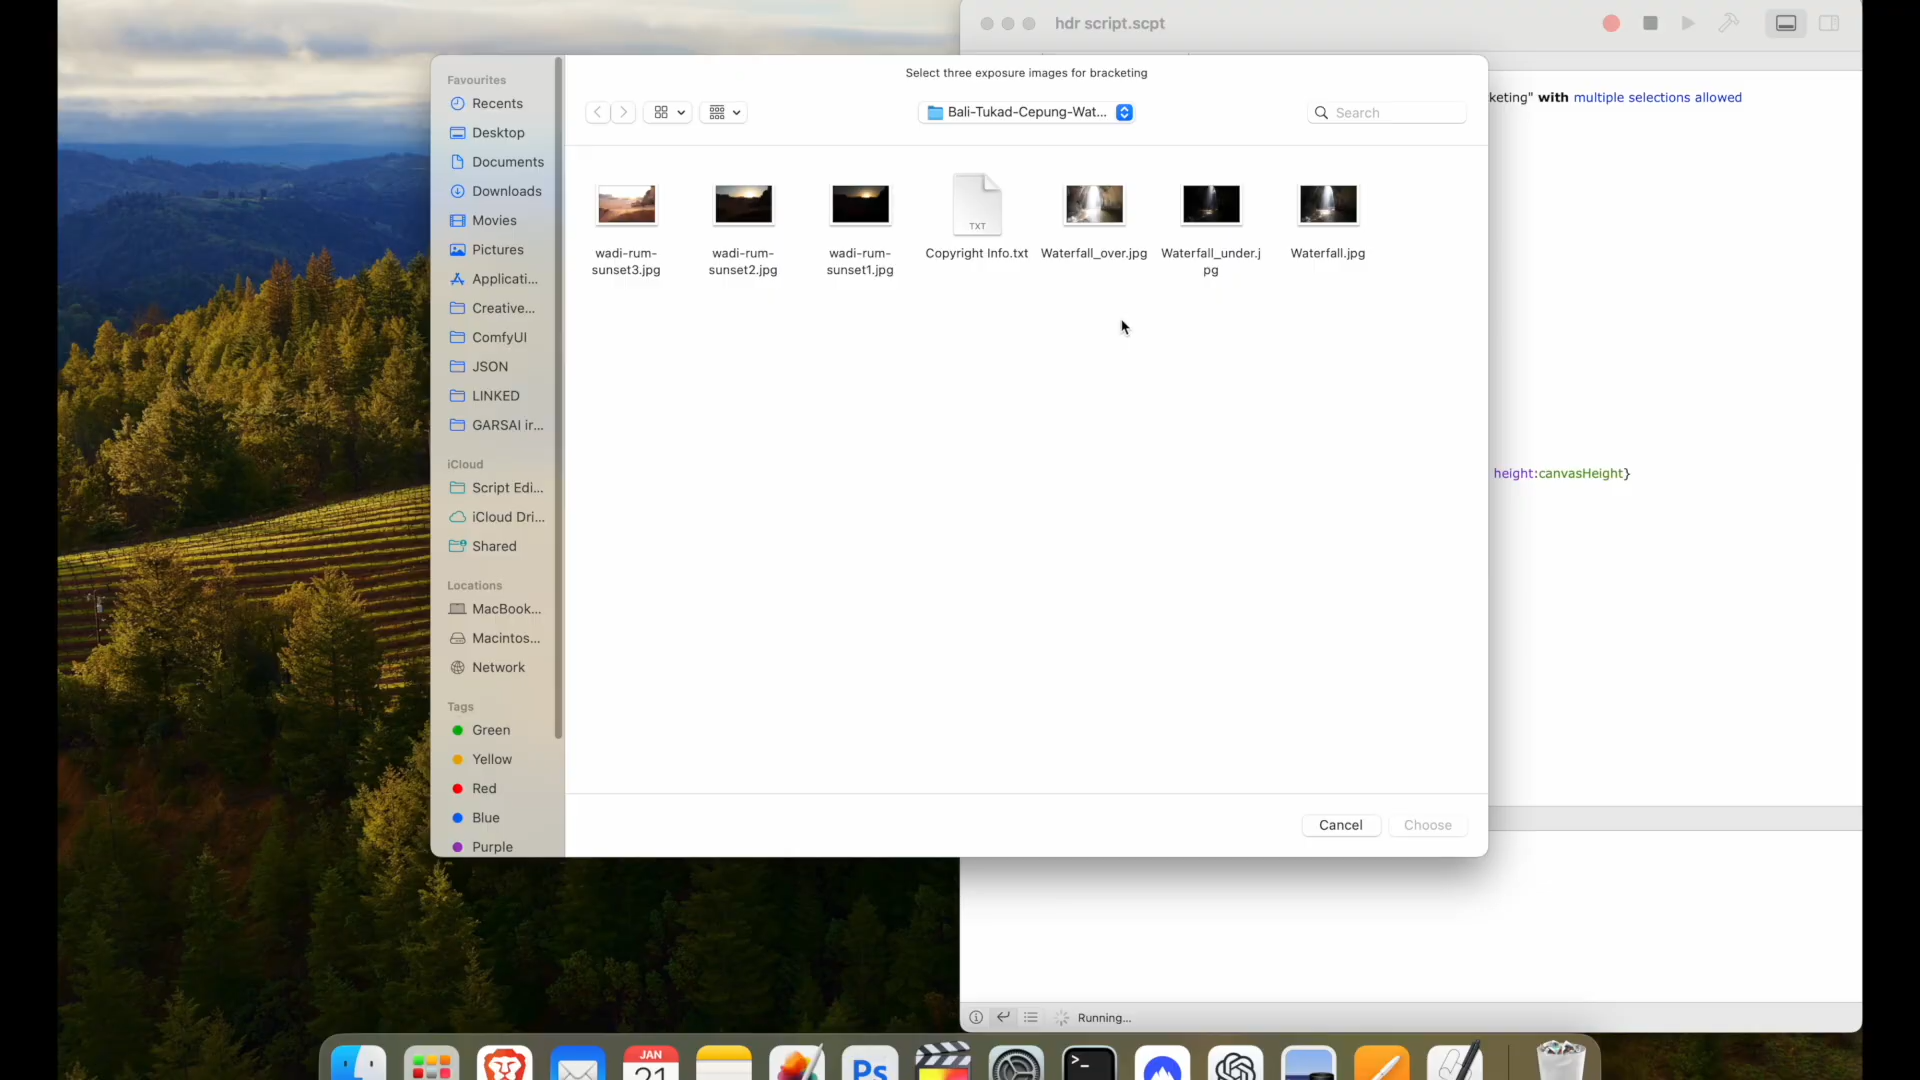 hdr script.scpt
Select three exposure images for bracketing
Bali-Tukad-Cepung-Wat...
Search
keting" with multiple selections allowed
height:canvasHeight}
Favourites
Recents
Desktop
Documents
Downloads
Movies
Pictures
Applicati...
Creative...
ComfyUI
JSON
LINKED
GARSAI ir...
iCloud
Script Edi...
iCloud Dri...
Shared
Locations
MacBook...
Macintos...
Network
Tags
Green
Yellow
Red
Blue
Purple
wadi-rum-
sunset3.jpg
wadi-rum-
sunset2.jpg
wadi-rum-
sunset1.jpg
TXT
Copyright Info.txt
Waterfall_over.jpg
Waterfall_under.j
pg
Waterfall.jpg
Cancel
Choose
Running...
JAN
21
Ps
>_